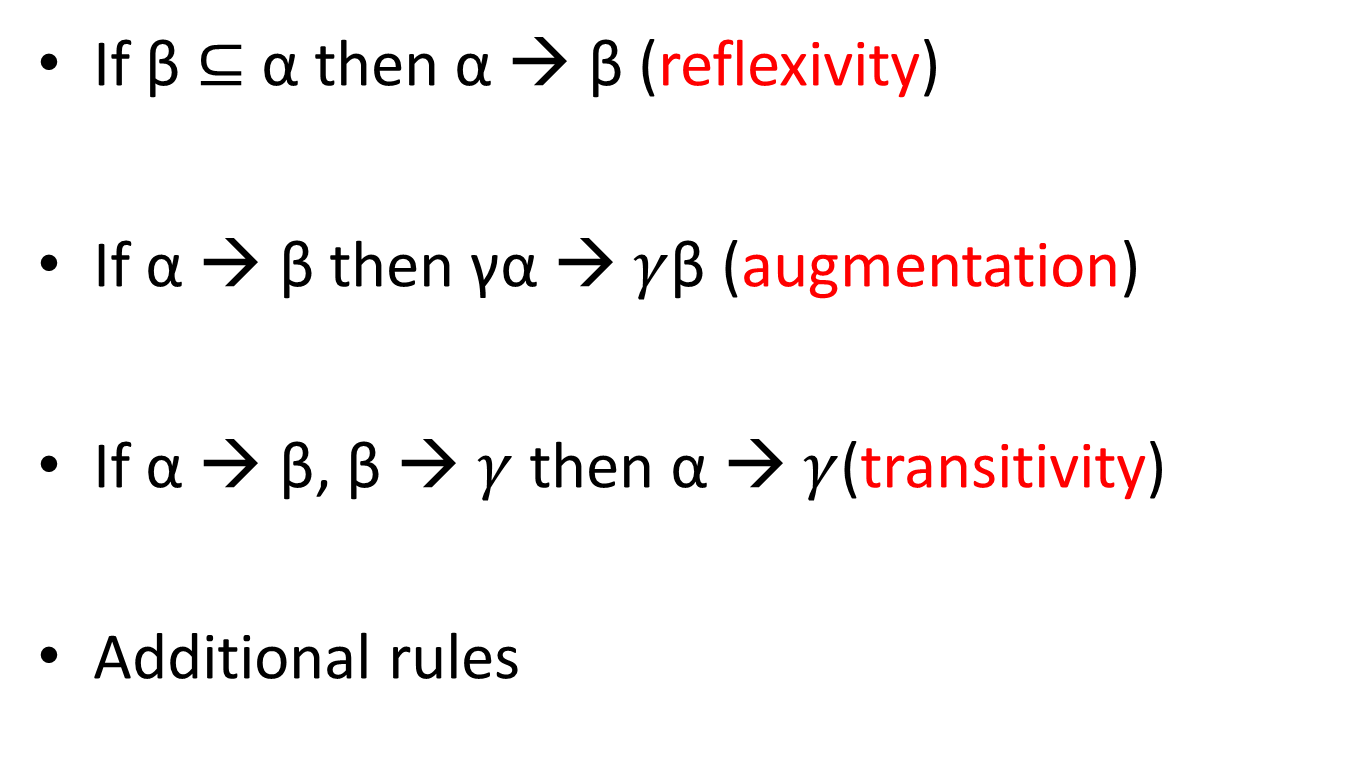 • If β ⊆ α then α → β (reflexivity)
• If α → β then γα → 𝛾β (augmentation)
• If α → β, β → 𝛾 then α → 𝛾(transitivity)
• Additional rules